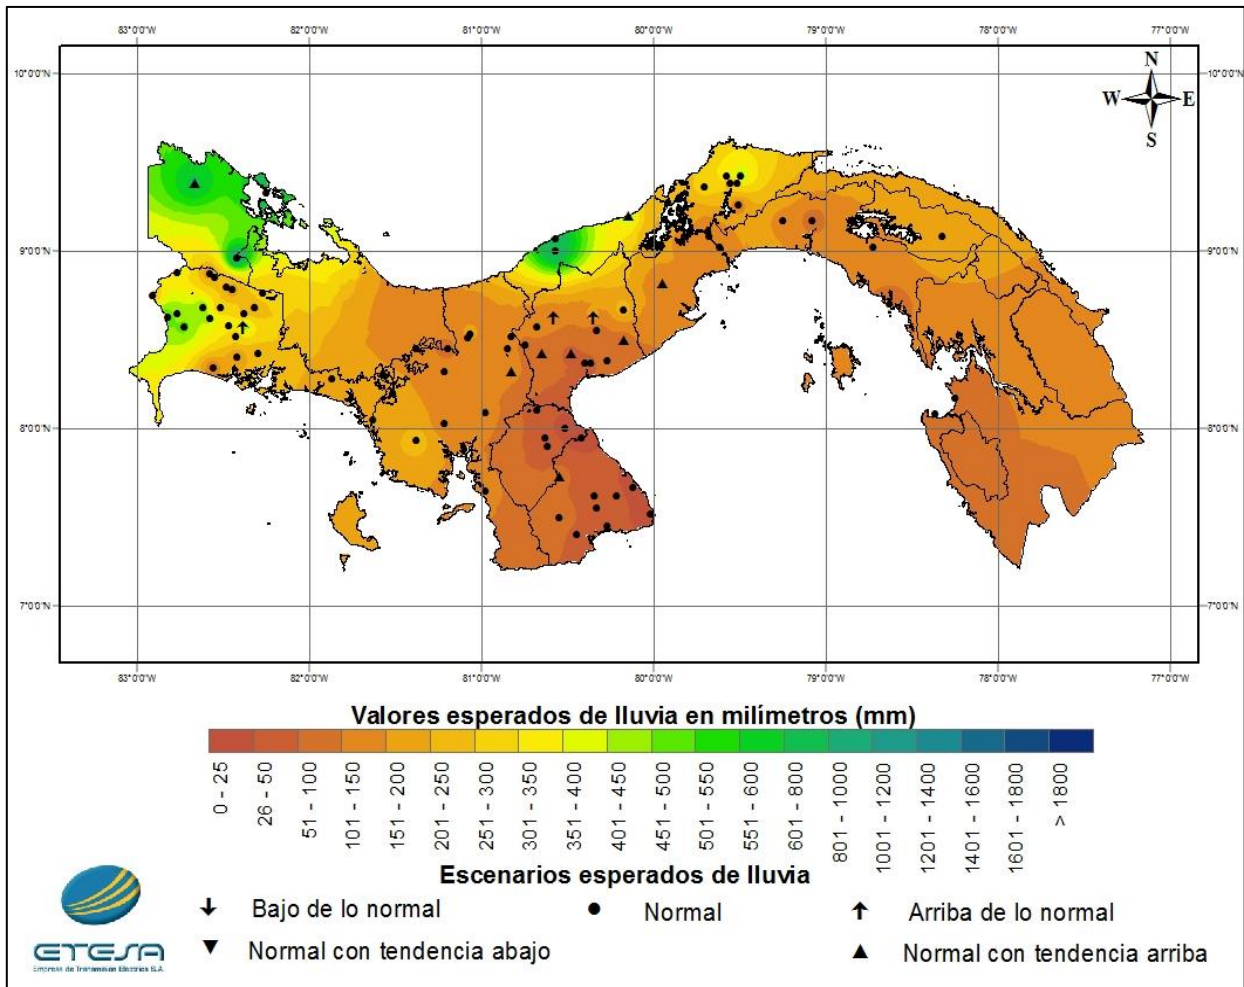 83°0'0"W 82°0'0"W 81°0'0"W 80°0'0"W 79°0'0"W 78°0'0"W 77°0'0"W
10°0'0"N 10°0'0"N
N
W E
S
9°0'0"N 9°0'0"N
8°0'0"N 8°0'0"N
7°0'0"N 7°0'0"N
83°0'0"W 82°0'0"W 81°0'0"W 80°0'0"W 79°0'0"W 78°0'0"W 77°0'0"W
Valores esperados de lluvia en milímetros (mm)
0 - 25
26 - 50
51 - 100
101 - 150
151 - 200
201 - 250
251 - 300
301 - 350
351 - 400
401 - 450
451 - 500
501 - 550
551 - 600
601 - 800
801 - 1000
1001 - 1200
1201 - 1400
1401 - 1600
1601 - 1800
> 1800
Escenarios esperados de lluvia
Bajo de lo normal
Normal
Arriba de lo normal
Normal con tendencia abajo
Normal con tendencia arriba
ETESA
Empresa de Transmisión Eléctrica S.A.